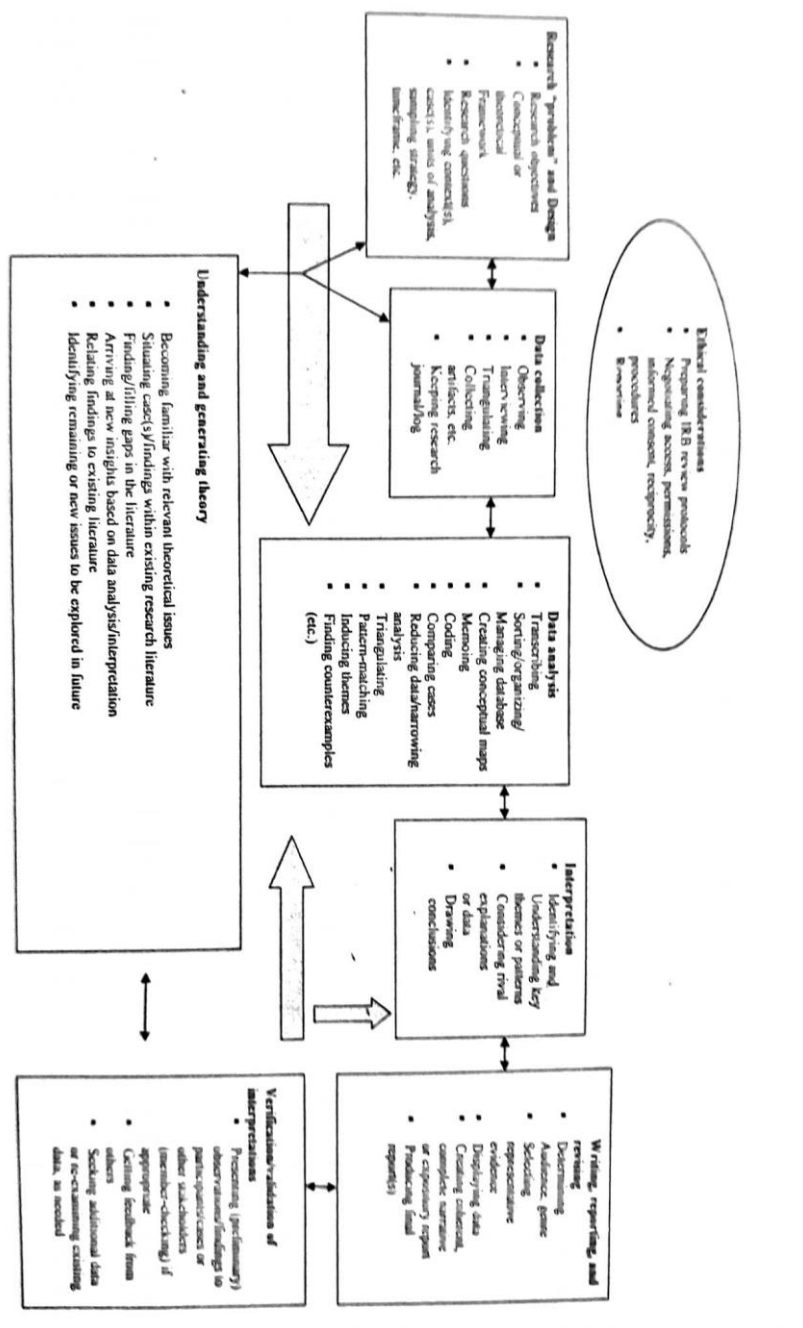 Ethical considerations
• Preparing IRB review protocols
• Negotiating access, permissions,
informed consent, reciprocity,
procedures
• Reporting
Research "problem" and Design
• Research objectives
• Conceptual or
theoretical
Framework
• Research questions
• Identifying context(s),
case(s), units of analysis,
sampling strategy,
timeframe, etc.
Data collection
• Observing
• Interviewing
• Triangulating
• Collecting
artifacts, etc.
• Keeping research
journal/log
Data analysis
• Transcribing
• Sorting/organizing/
Managing database
• Creating conceptual maps
• Memoing
• Coding
• Comparing cases
• Reducing data/narrowing
analysis
• Triangulating
• Pattern-matching
• Inducing themes
• Finding counterexamples
(etc.)
Interpretation
• Identifying and
Understanding key
themes or patterns
• Considering rival
explanations
or data
• Drawing
conclusions
Writing, reporting, and
revising
• Determining
Audience, genre
• Selecting
representative
evidence
• Displaying data
• Creating coherent,
complete narrative
or expository report
• Producing final
report(s)
Understanding and generating theory
• Becoming familiar with relevant theoretical issues
• Situating case(s)/findings within existing research literature
• Finding/filling gaps in the literature
• Arriving at new insights based on data analysis/interpretation
• Relating findings to existing literature
• Identifying remaining or new issues to be explored in future
Verification/validation of
interpretations
• Presenting (preliminary)
observations/findings to
participants/cases or
other stakeholders
(member-checking) if
appropriate
• Getting feedback from
others
• Seeking additional data
or re-examining existing
data, as needed